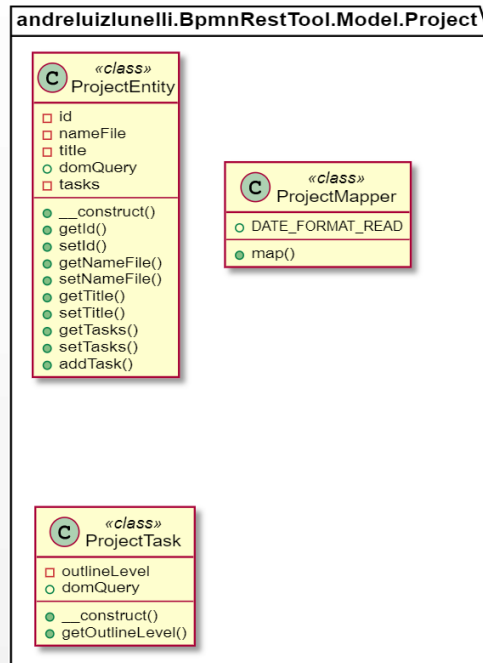 andreluizlunelli.BpmnRestTool.Model.Project
C
«class»
ProjectEntity
id
nameFile
title
domQuery
tasks
__construct()
getId()
setId()
getNameFile()
setNameFile()
getTitle()
setTitle()
getTasks()
setTasks()
addTask()
C
«class»
ProjectMapper
DATE_FORMAT_READ
map()
C
«class»
ProjectTask
outlineLevel
domQuery
__construct()
getOutlineLevel()